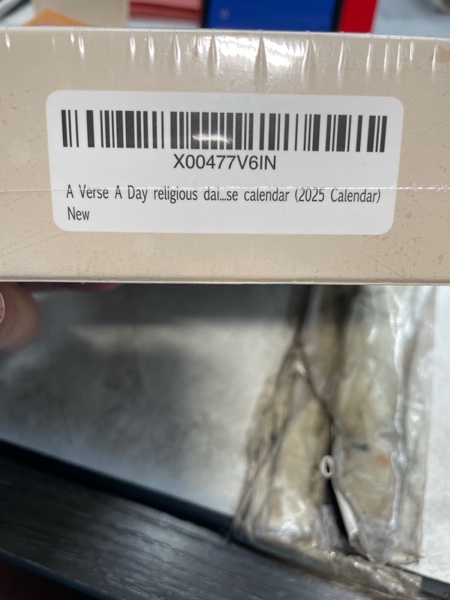 X00477V6IN
A Verse A Day religious dai...se calendar (2025 Calendar)
New